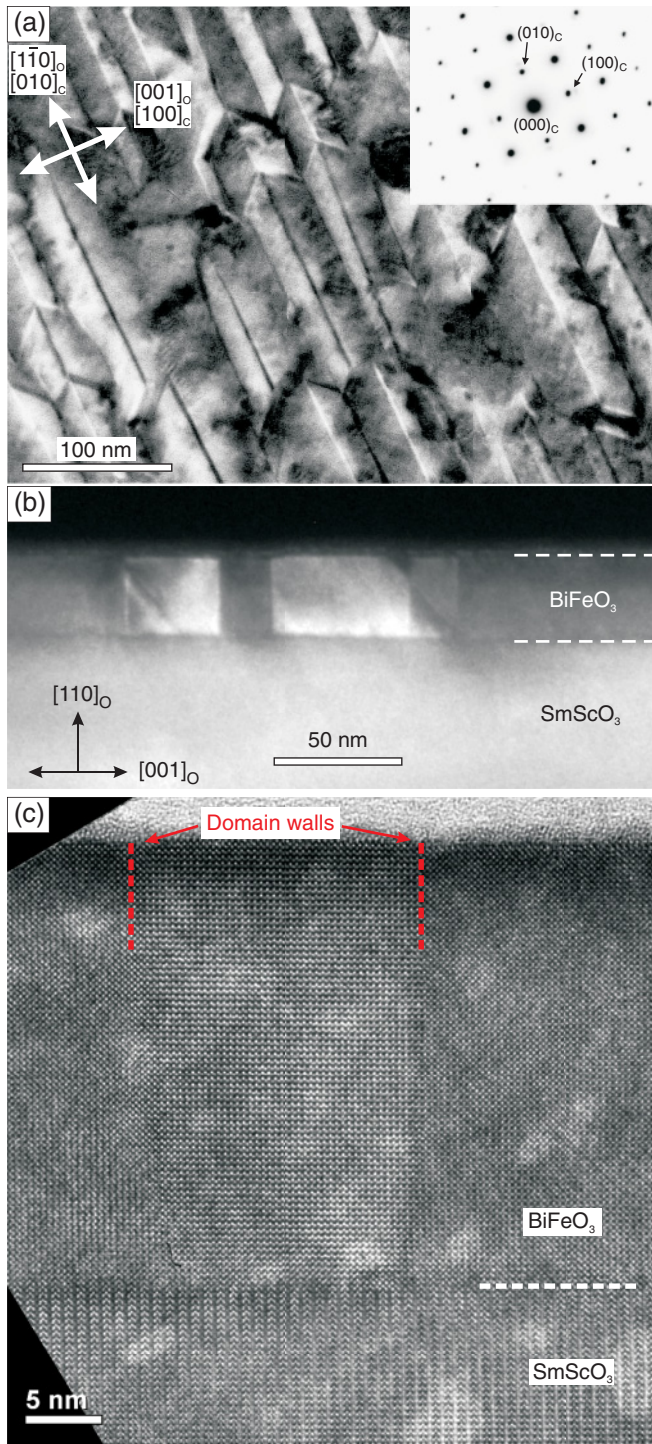 (a)
[11̅0]O
[010]C
[001]O
[100]C
(010)C
(100)C
(000)C
100 nm
(b)
BiFeO3
[110]O
SmScO3
[001]O
50 nm
(c)
Domain walls
BiFeO3
SmScO3
5 nm